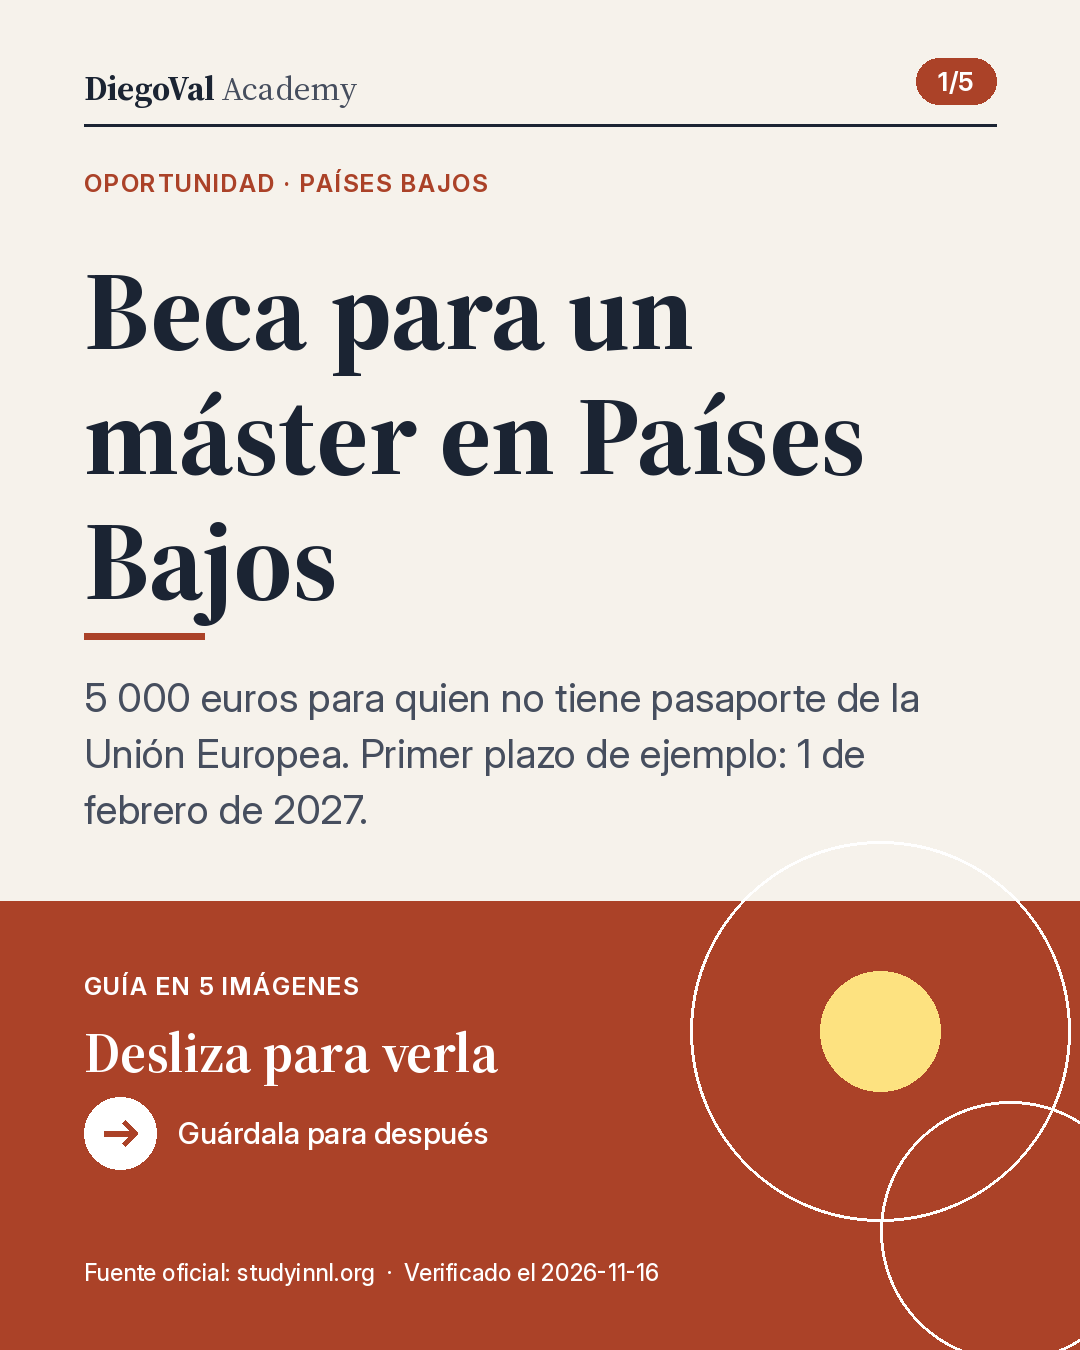 DiegoVal Academy
1/5
OPORTUNIDAD · PAÍSES BAJOS
Beca para un
máster en Países
Bajos
5 000 euros para quien no tiene pasaporte de la
Unión Europea. Primer plazo de ejemplo: 1 de
febrero de 2027.
GUÍA EN 5 IMÁGENES
Desliza para verla
Guárdala para después
Fuente oficial: studyinnl.org · Verificado el 2026-11-16